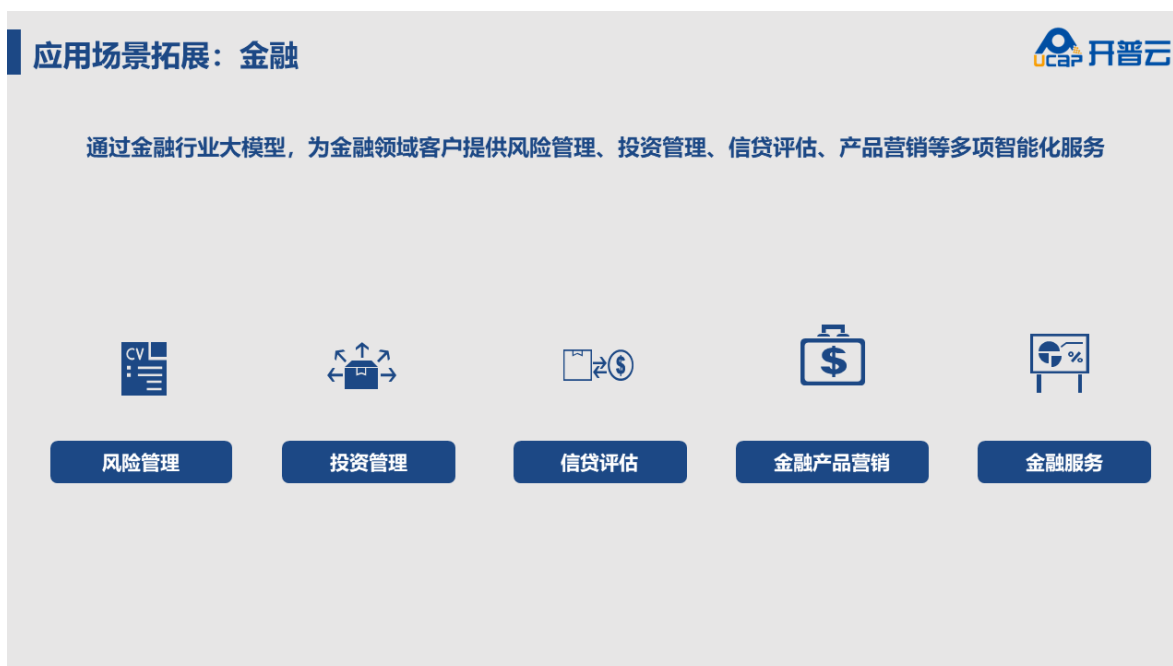 应用场景拓展：金融
Ucap 开普云
通过金融行业大模型，为金融领域客户提供风险管理、投资管理、信贷评估、产品营销等多项智能化服务
CV
$
$
%
风险管理
投资管理
信贷评估
金融产品营销
金融服务